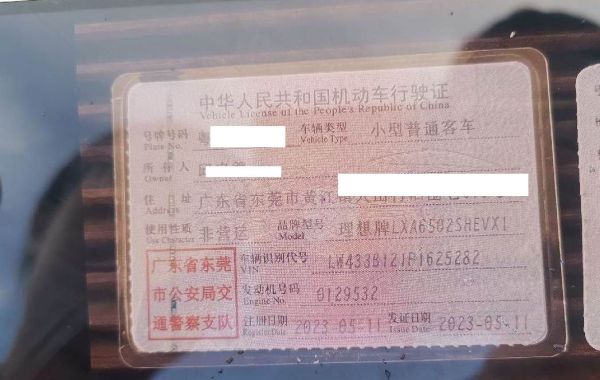 中华人民共和国机动车行驶证
Vehicle License of the People's Republic of China
号牌号码 粤 车辆类型 小型普通客车
Plate No. Vehicle Type
所有人
Owner
住址 广东省东莞市黄江镇
Address
使用性质 非营运 品牌型号 理想牌LXA6502SHEVX1
Use Character Model
广东省东莞 车辆识别代号 LW433B121P1625282
VIN
市公安局交 发动机号码 0129532
Engine No.
通警察支队 注册日期 2023-05-11 发证日期 2023-05-11
Register Date Issue Date